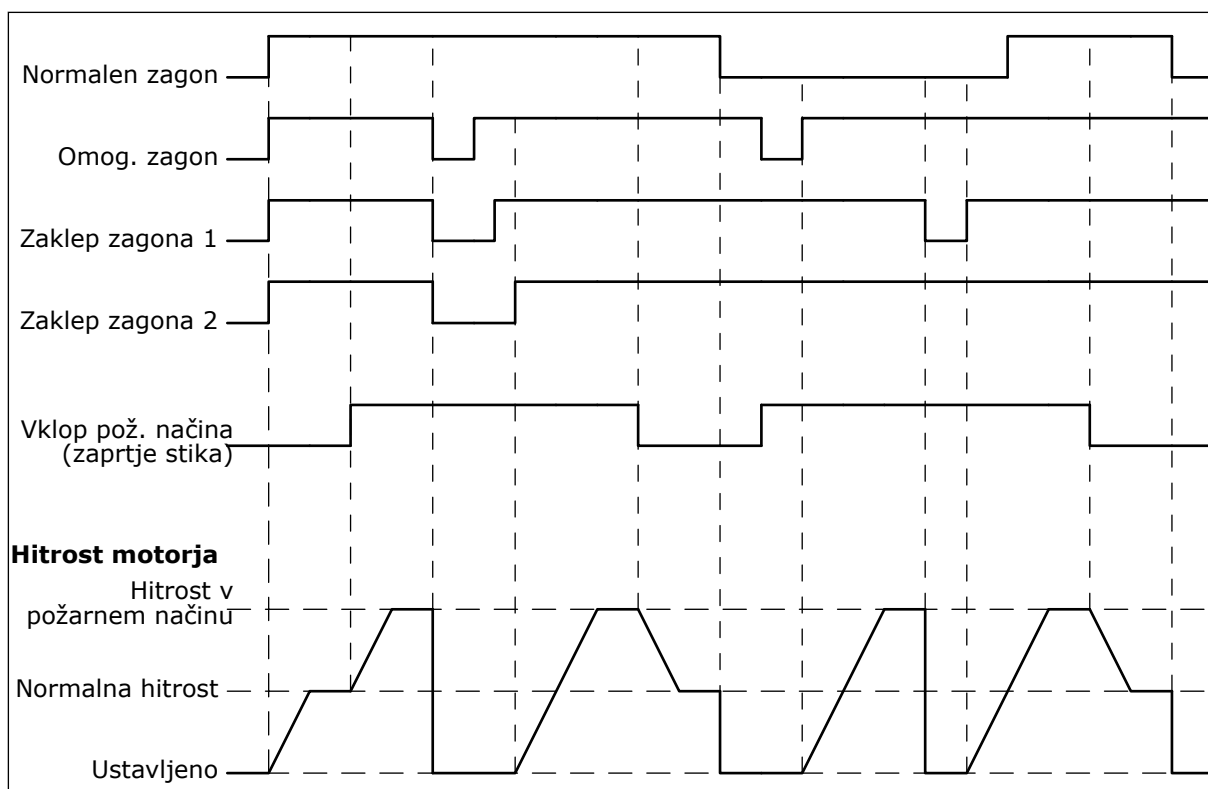 Normalen zagon
Omog. zagon
Zaklep zagona 1
Zaklep zagona 2
Vklop pož. načina
(zaprtje stika)
Hitrost motorja
Hitrost v
požarnem načinu
Normalna hitrost
Ustavljeno